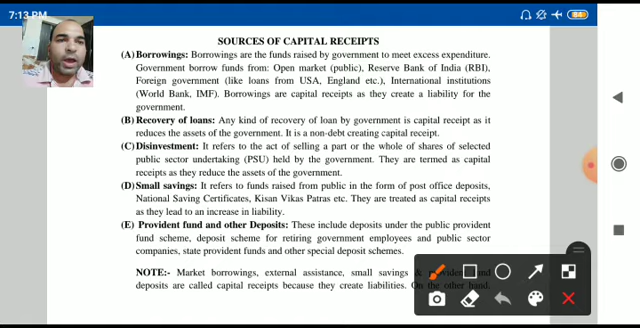 7:13 PM
84
SOURCES OF CAPITAL RECEIPTS
(A) Borrowings: Borrowings are the funds raised by government to meet excess expenditure.
Government borrow funds from: Open market (public), Reserve Bank of India (RBI),
Foreign government (like loans from USA, England etc.), International institutions
(World Bank, IMF). Borrowings are capital receipts as they create a liability for the
government.
(B) Recovery of loans: Any kind of recovery of loan by government is capital receipt as it
reduces the assets of the government. It is a non-debt creating capital receipt.
(C) Disinvestment: It refers to the act of selling a part or the whole of shares of selected
public sector undertaking (PSU) held by the government. They are termed as capital
receipts as they reduce the assets of the government.
(D) Small savings: It refers to funds raised from public in the form of post office deposits,
National Saving Certificates, Kisan Vikas Patras etc. They are treated as capital receipts
as they lead to an increase in liability.
(E) Provident fund and other Deposits: These include deposits under the public provident
fund scheme, deposit scheme for retiring government employees and public sector
companies, state provident funds and other special deposit schemes.
NOTE:- Market borrowings, external assistance, small savings & provident fund
deposits are called capital receipts because they create liabilities. On the other hand,